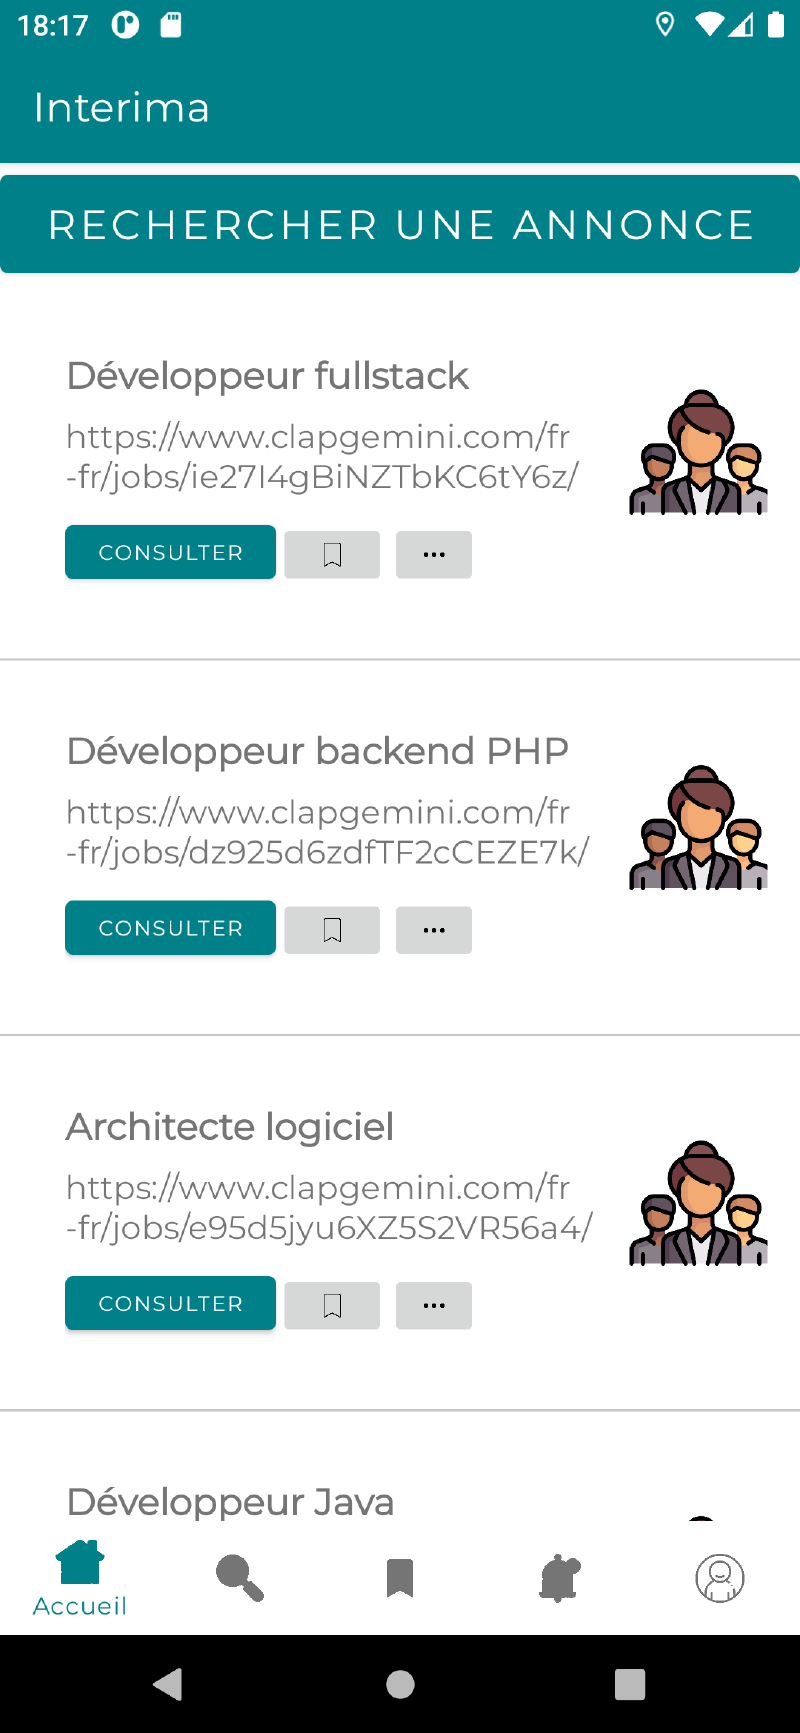 18:17
Interima
RECHERCHER UNE ANNONCE
Développeur fullstack
https://www.clapgemini.com/fr
-fr/jobs/ie27I4gBiNZTbKC6tY6z/
CONSULTER
Développeur backend PHP
https://www.clapgemini.com/fr
-fr/jobs/dz925d6zdfTF2cCEZE7k/
CONSULTER
Architecte logiciel
https://www.clapgemini.com/fr
-fr/jobs/e95d5jyu6XZ5S2VR56a4/
CONSULTER
Développeur Java
Accueil